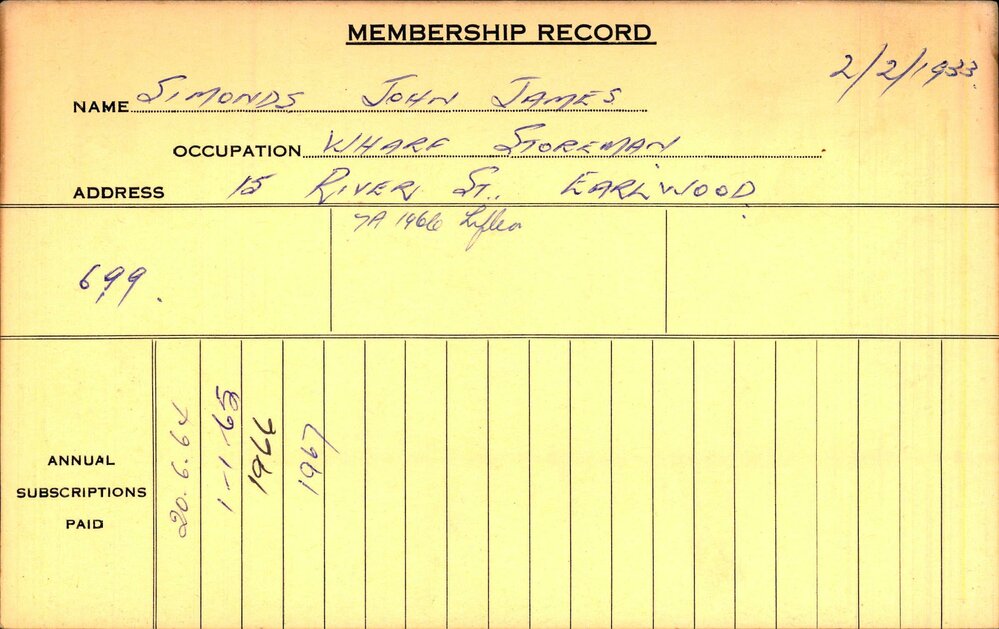 MEMBERSHIP RECORD
2/2/1933
NAME SIMONDS JOHN JAMES
OCCUPATION WHARF STOREMAN
ADDRESS 15 RIVER ST., EARLWOOD
1966
699.
ANNUAL SUBSCRIPTIONS PAID
20.6.64
1-1-65
1966
1967